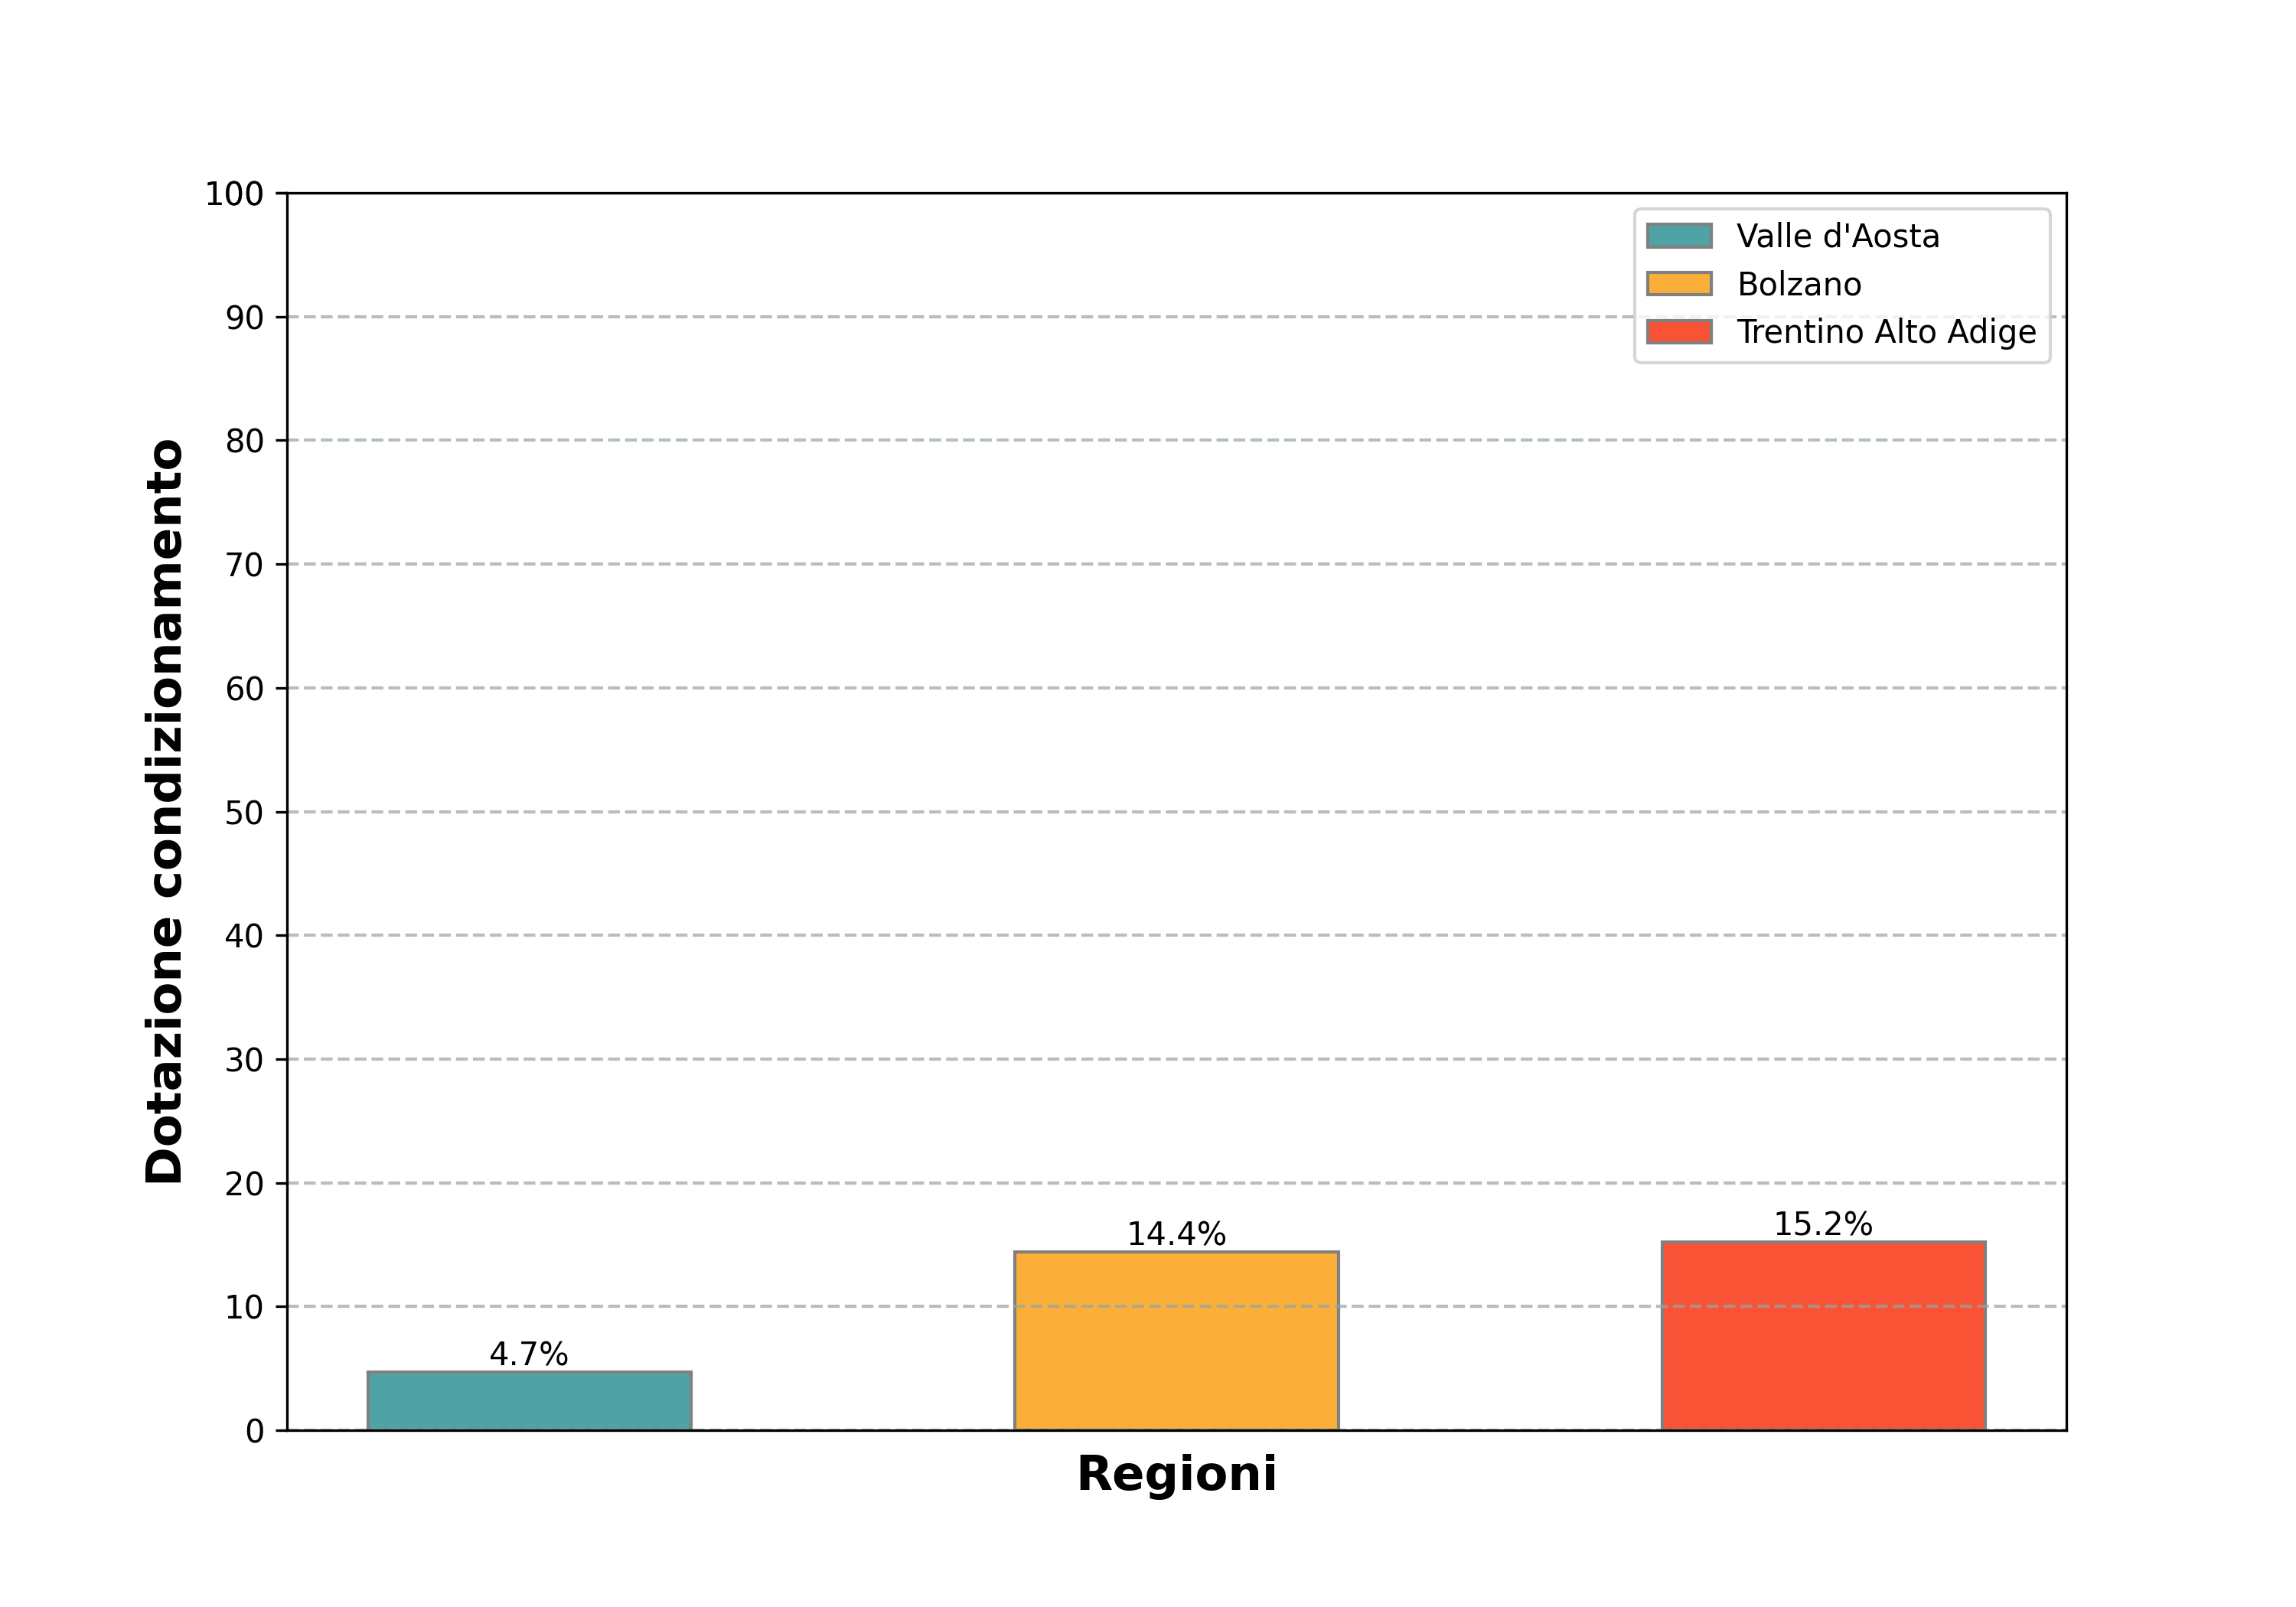 100
90
80
70
60
50
40
30
20
10
0
Dotazione condizionamento
Valle d'Aosta
Bolzano
Trentino Alto Adige
4.7%
14.4%
15.2%
Regioni